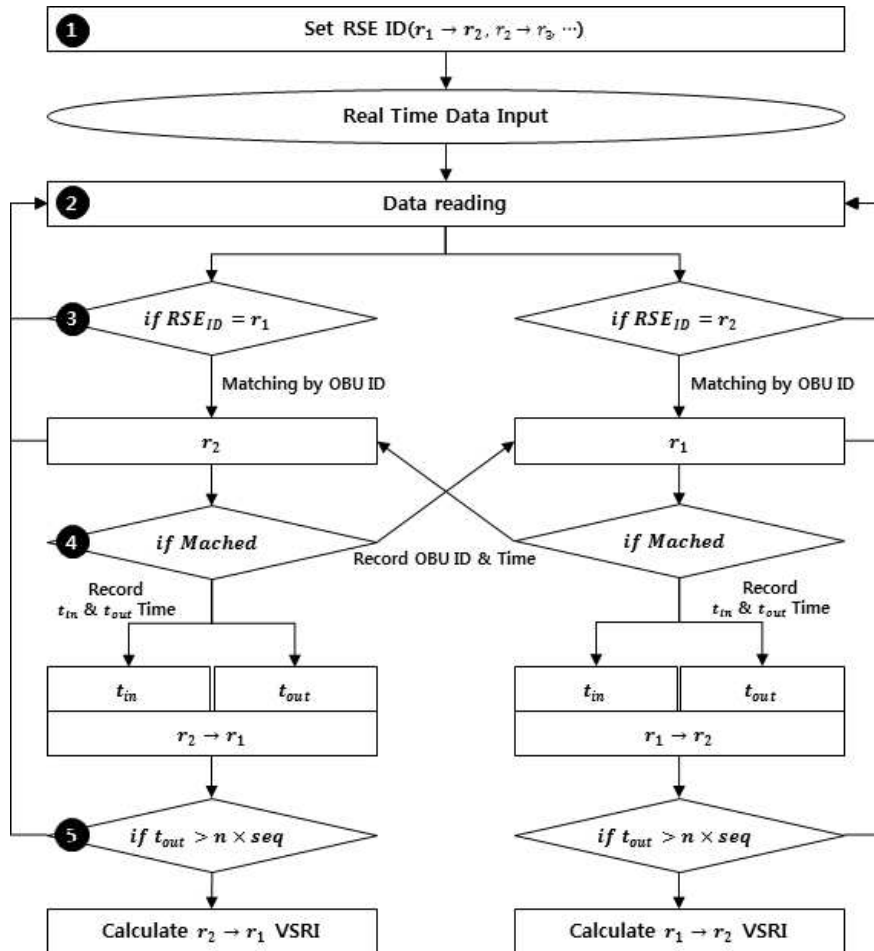 1 Set RSE ID(r₁ → r₂, r₂ → r₃, ⋯)
Real Time Data Input
2 Data reading
3 if RSE_ID = r₁
if RSE_ID = r₂
Matching by OBU ID
Matching by OBU ID
r₂
r₁
4 if Mached
if Mached
Record OBU ID & Time
Record
t_in & t_out Time
Record
t_in & t_out Time
t_in
t_out
t_in
t_out
r₂ → r₁
r₁ → r₂
5 if t_out > n × seq
if t_out > n × seq
Calculate r₂ → r₁ VSRI
Calculate r₁ → r₂ VSRI